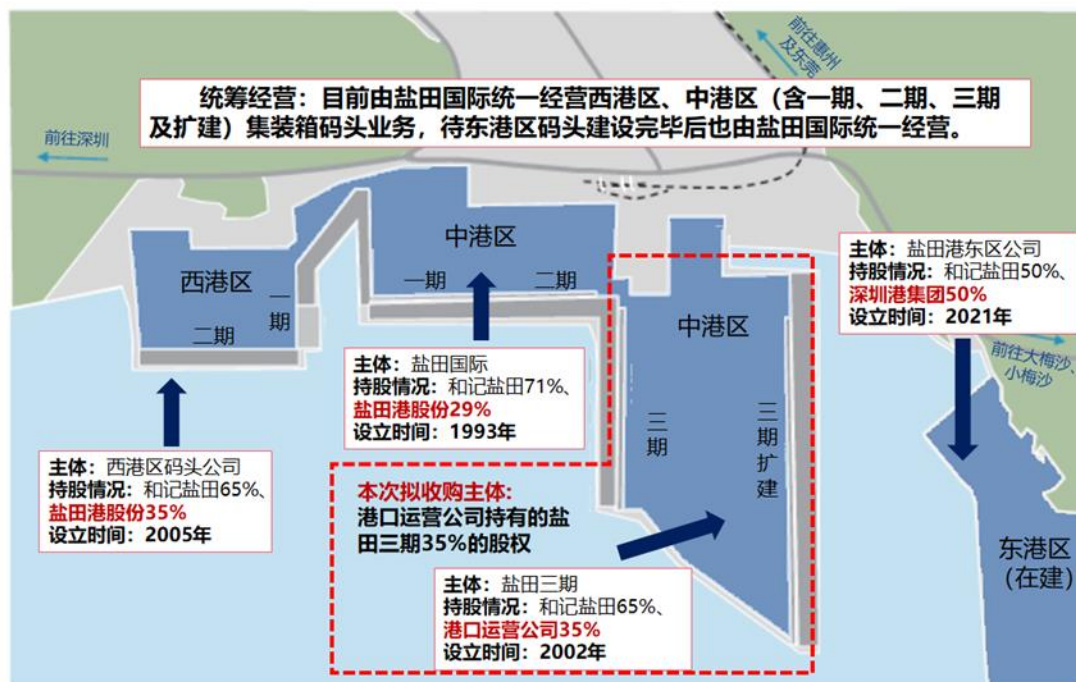 前往惠州
及东莞
统筹经营：目前由盐田国际统一经营西港区、中港区（含一期、二期、三期
及扩建）集装箱码头业务，待东港区码头建设完毕后也由盐田国际统一经营。
前往深圳
西港区
一期
二期
中港区
一期
二期
中港区
三期
三期扩建
主体：盐田港东区公司
持股情况：和记盐田50%、
深圳港集团50%
设立时间：2021年
前往大梅沙、
小梅沙
主体：盐田国际
持股情况：和记盐田71%、
盐田港股份29%
设立时间：1993年
主体：西港区码头公司
持股情况：和记盐田65%、
盐田港股份35%
设立时间：2005年
本次拟收购主体:
港口运营公司持有的盐
田三期35%的股权
主体：盐田三期
持股情况：和记盐田65%、
港口运营公司35%
设立时间：2002年
东港区
（在建）